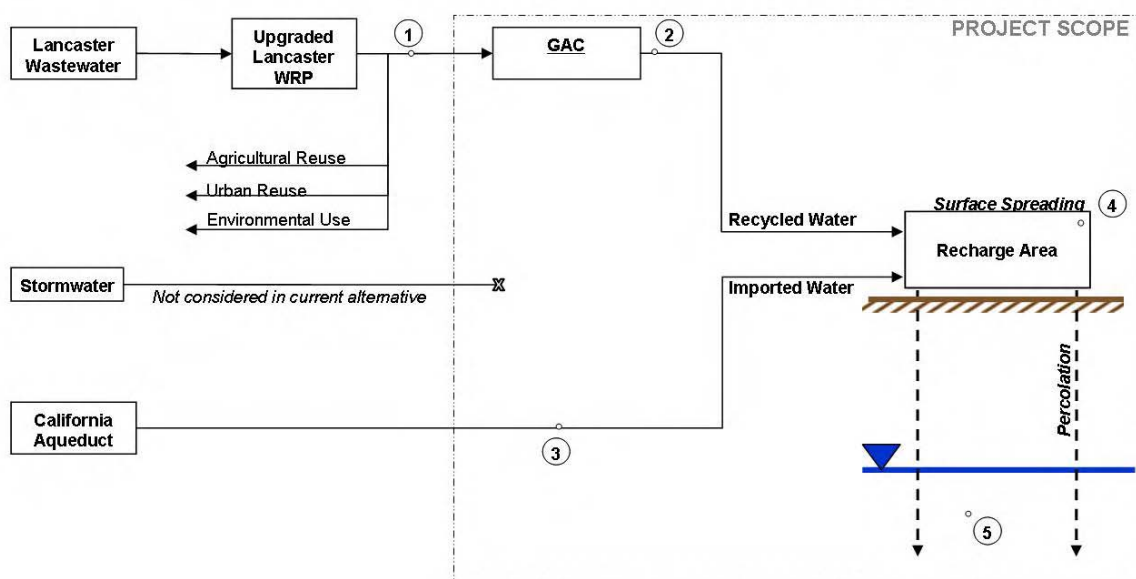 PROJECT SCOPE
Lancaster
Wastewater
Upgraded
Lancaster
WRP
1
GAC
2
Agricultural Reuse
Urban Reuse
Environmental Use
Surface Spreading
4
Recycled Water
Recharge Area
Stormwater
Not considered in current alternative
X
Imported Water
Percolation
California
Aqueduct
3
5